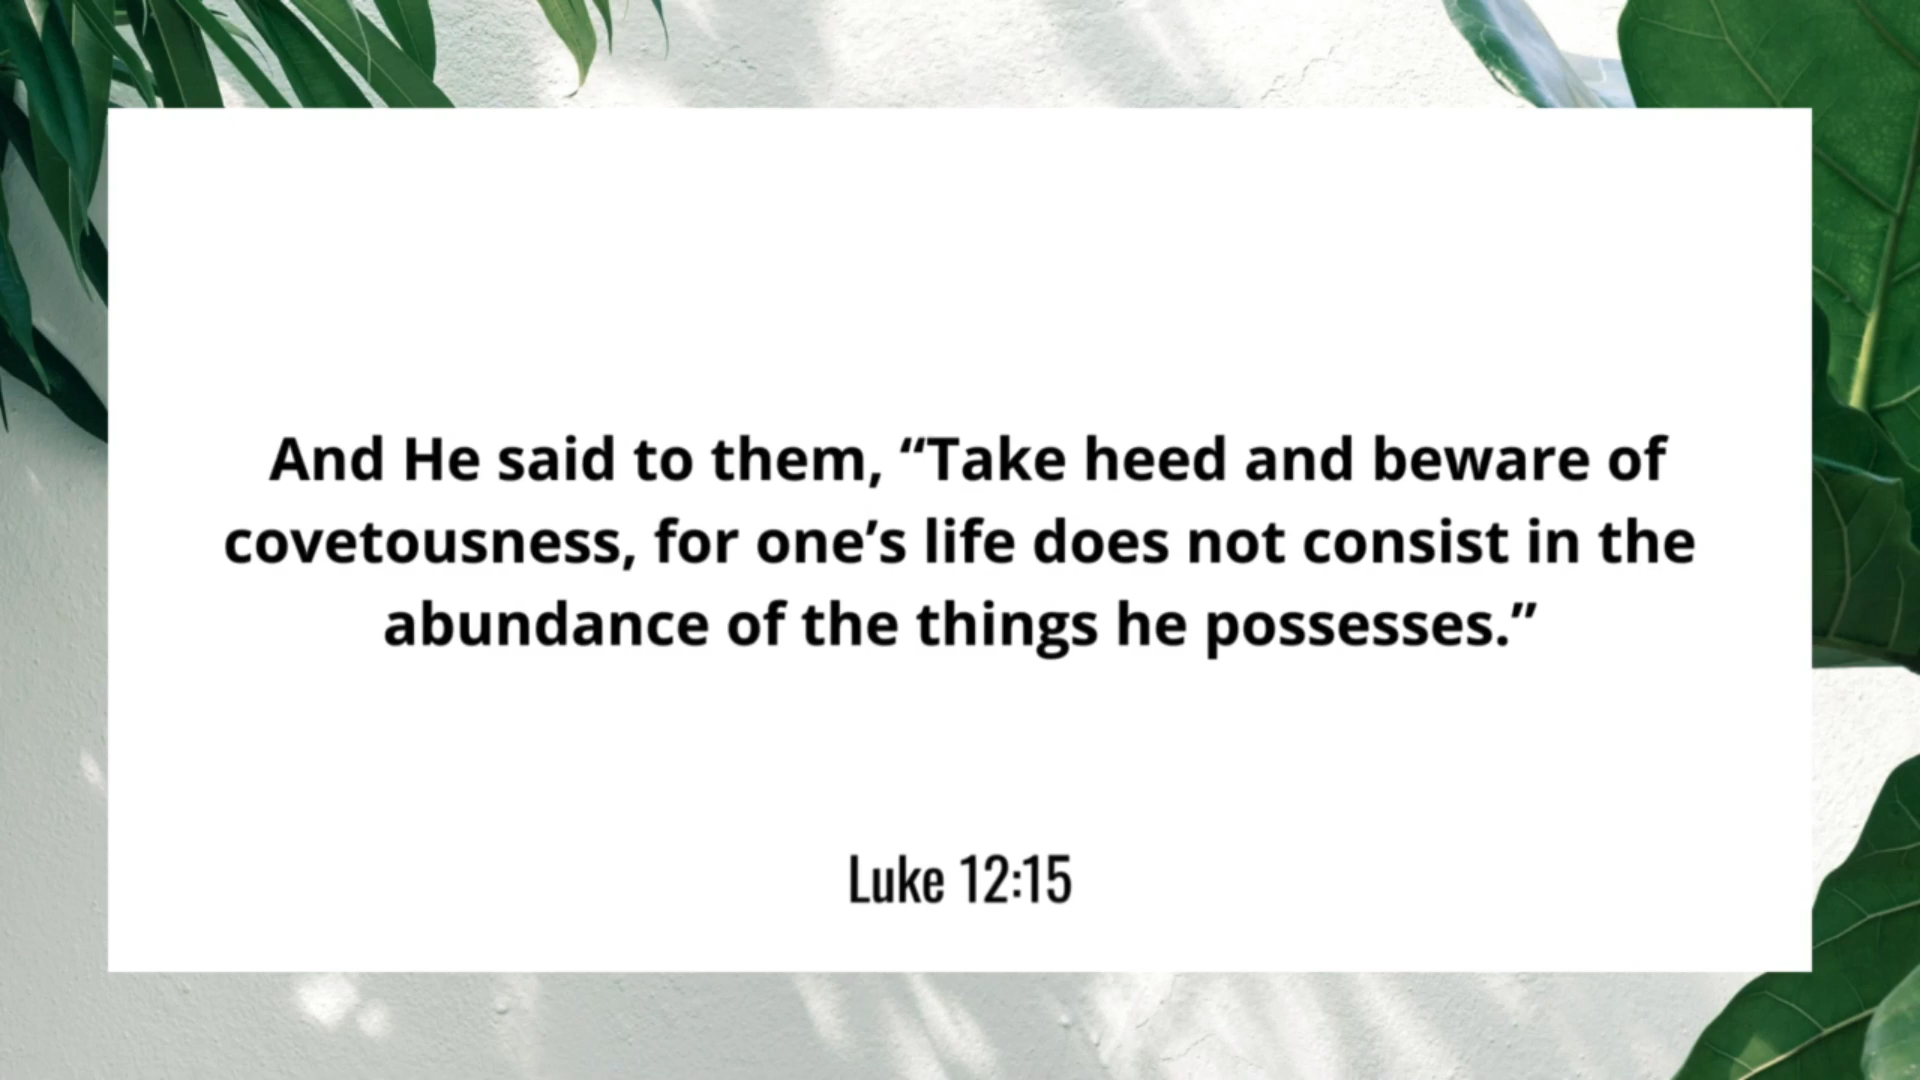 And He said to them, “Take heed and beware of
covetousness, for one’s life does not consist in the
abundance of the things he possesses.”
Luke 12:15